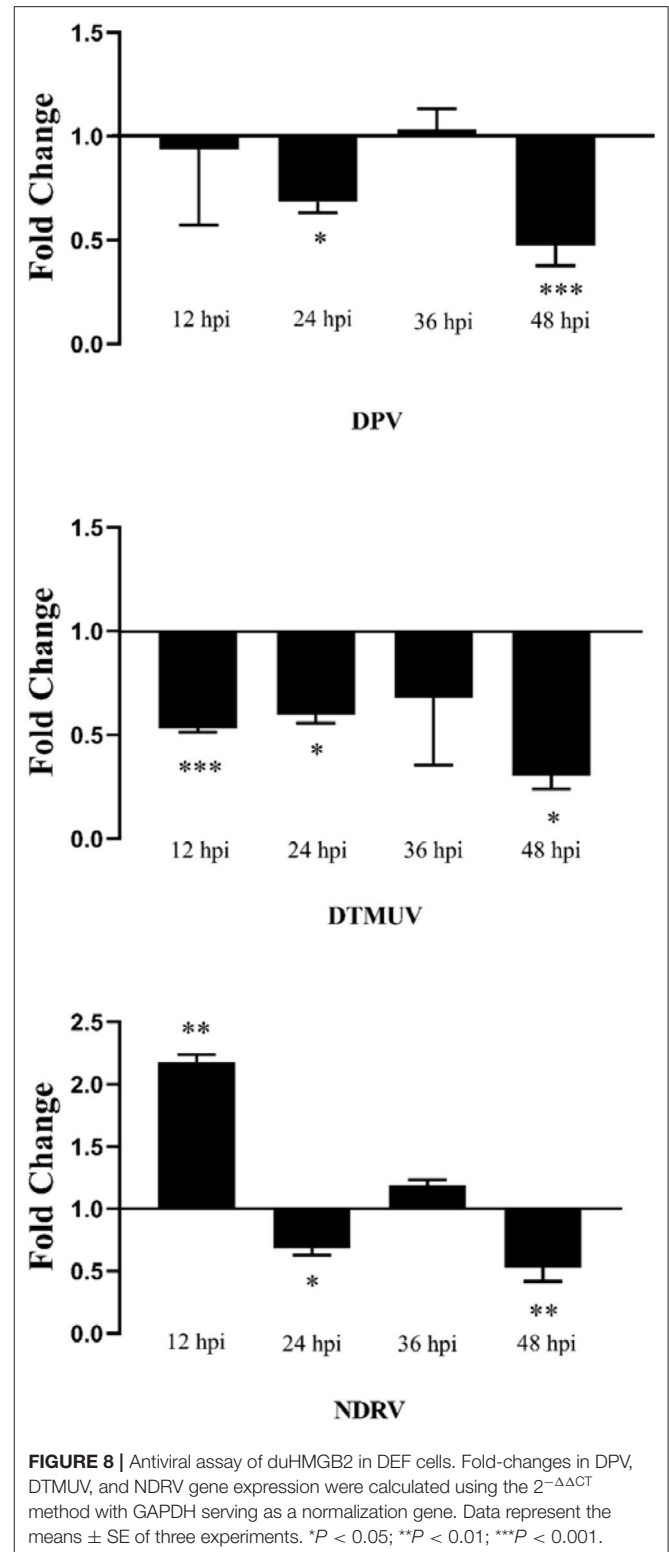 1.5
1.0
0.5
0.0
Fold Change
*
***
12 hpi 24 hpi 36 hpi 48 hpi
DPV
1.5
1.0
0.5
0.0
Fold Change
*** * *
12 hpi 24 hpi 36 hpi 48 hpi
DTMUV
2.5
2.0
1.5
1.0
0.5
0.0
Fold Change
**
*
**
12 hpi 24 hpi 36 hpi 48 hpi
NDRV
FIGURE 8 | Antiviral assay of duHMGB2 in DEF cells. Fold-changes in DPV,
DTMUV, and NDRV gene expression were calculated using the 2−ΔΔCT
method with GAPDH serving as a normalization gene. Data represent the
means ± SE of three experiments. *P < 0.05; **P < 0.01; ***P < 0.001.